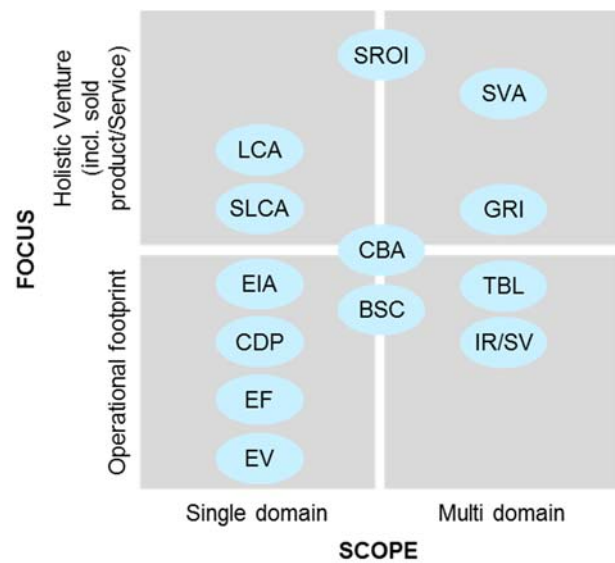 FOCUS
Holistic Venture
(incl. sold
product/Service)
Operational footprint
SROI
SVA
LCA
SLCA
GRI
CBA
EIA
TBL
BSC
CDP
IR/SV
EF
EV
Single domain
Multi domain
SCOPE